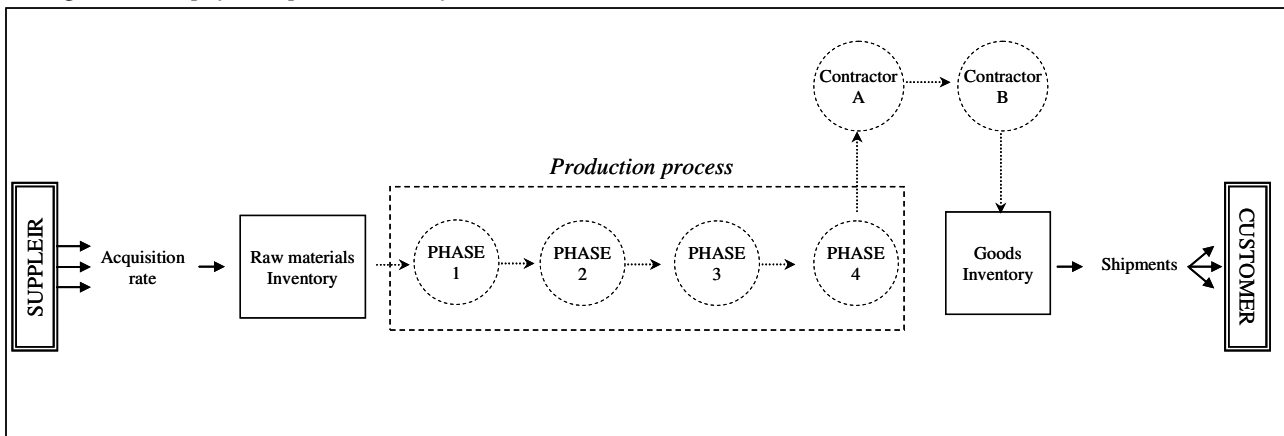 Contractor
A
Contractor
B
Production process
SUPPLEIR
Acquisition
rate
Raw materials
Inventory
PHASE
1
PHASE
2
PHASE
3
PHASE
4
Goods
Inventory
Shipments
CUSTOMER